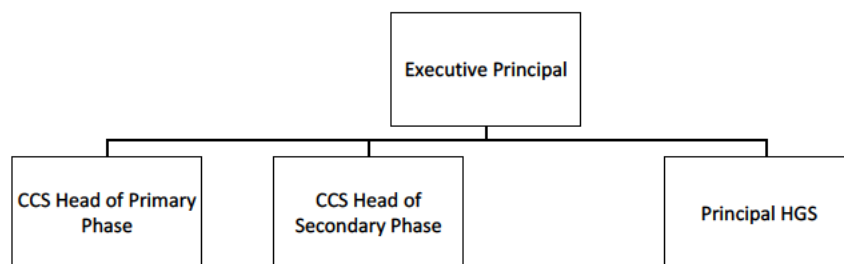 Executive Principal
CCS Head of Primary
Phase
CCS Head of
Secondary Phase
Principal HGS